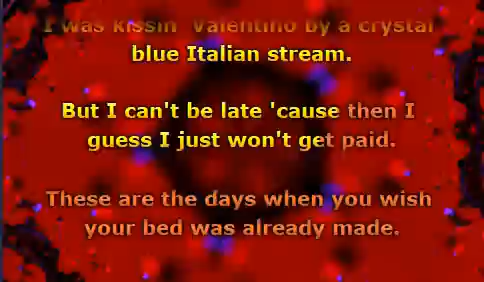 I was kissin' Valentino by a crystal
blue Italian stream.
But I can't be late 'cause then I
guess I just won't get paid.
These are the days when you wish
your bed was already made.